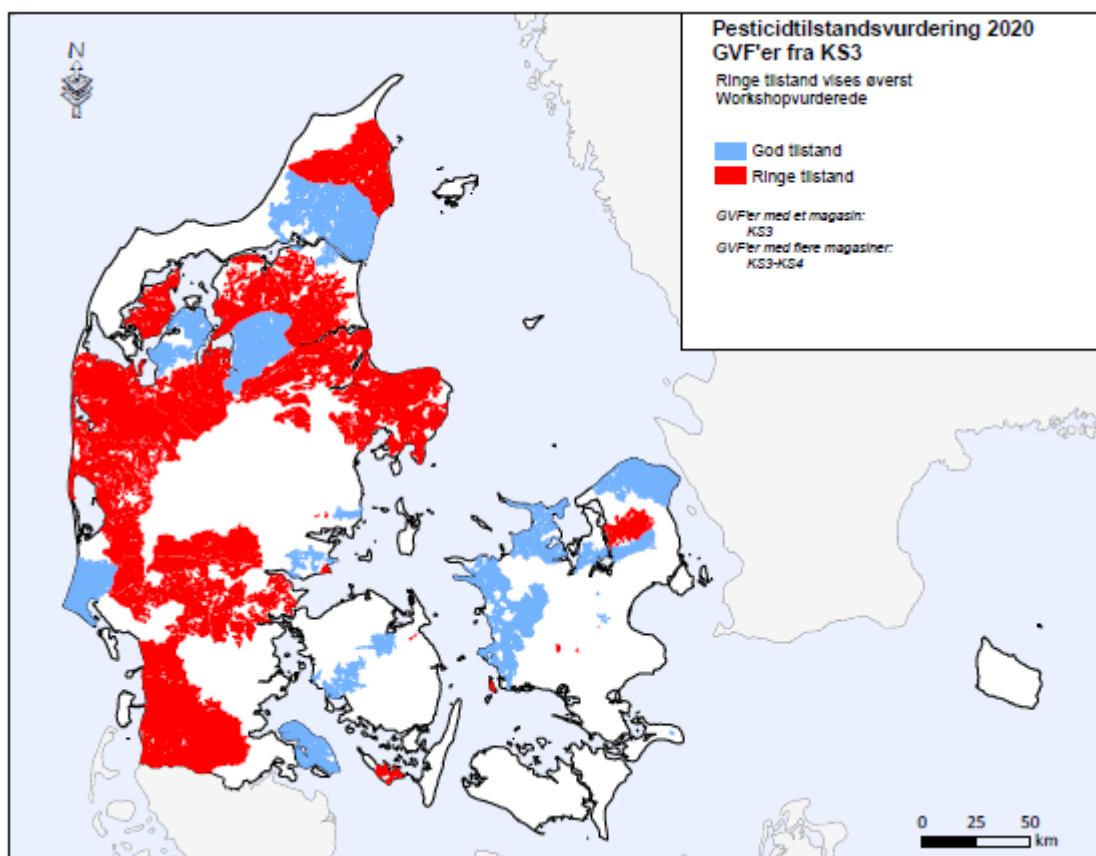 N
Pesticidtilstandsvurdering 2020
GVF'er fra KS3
Ringe tilstand vises øverst
Workshopvurderede
God tilstand
Ringe tilstand
GVF'er med et magasin:
KS3
GVF'er med flere magasiner:
KS3-KS4
0 25 50
km